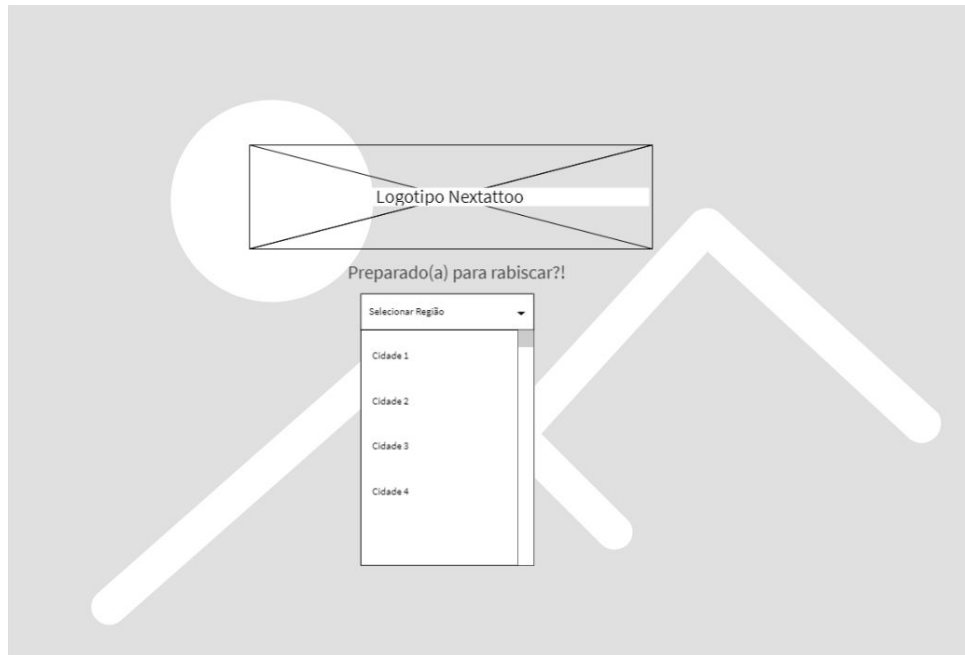 Logotipo Nextattoo
Preparado(a) para rabiscar?!
Selecionar Região
Cidade 1
Cidade 2
Cidade 3
Cidade 4